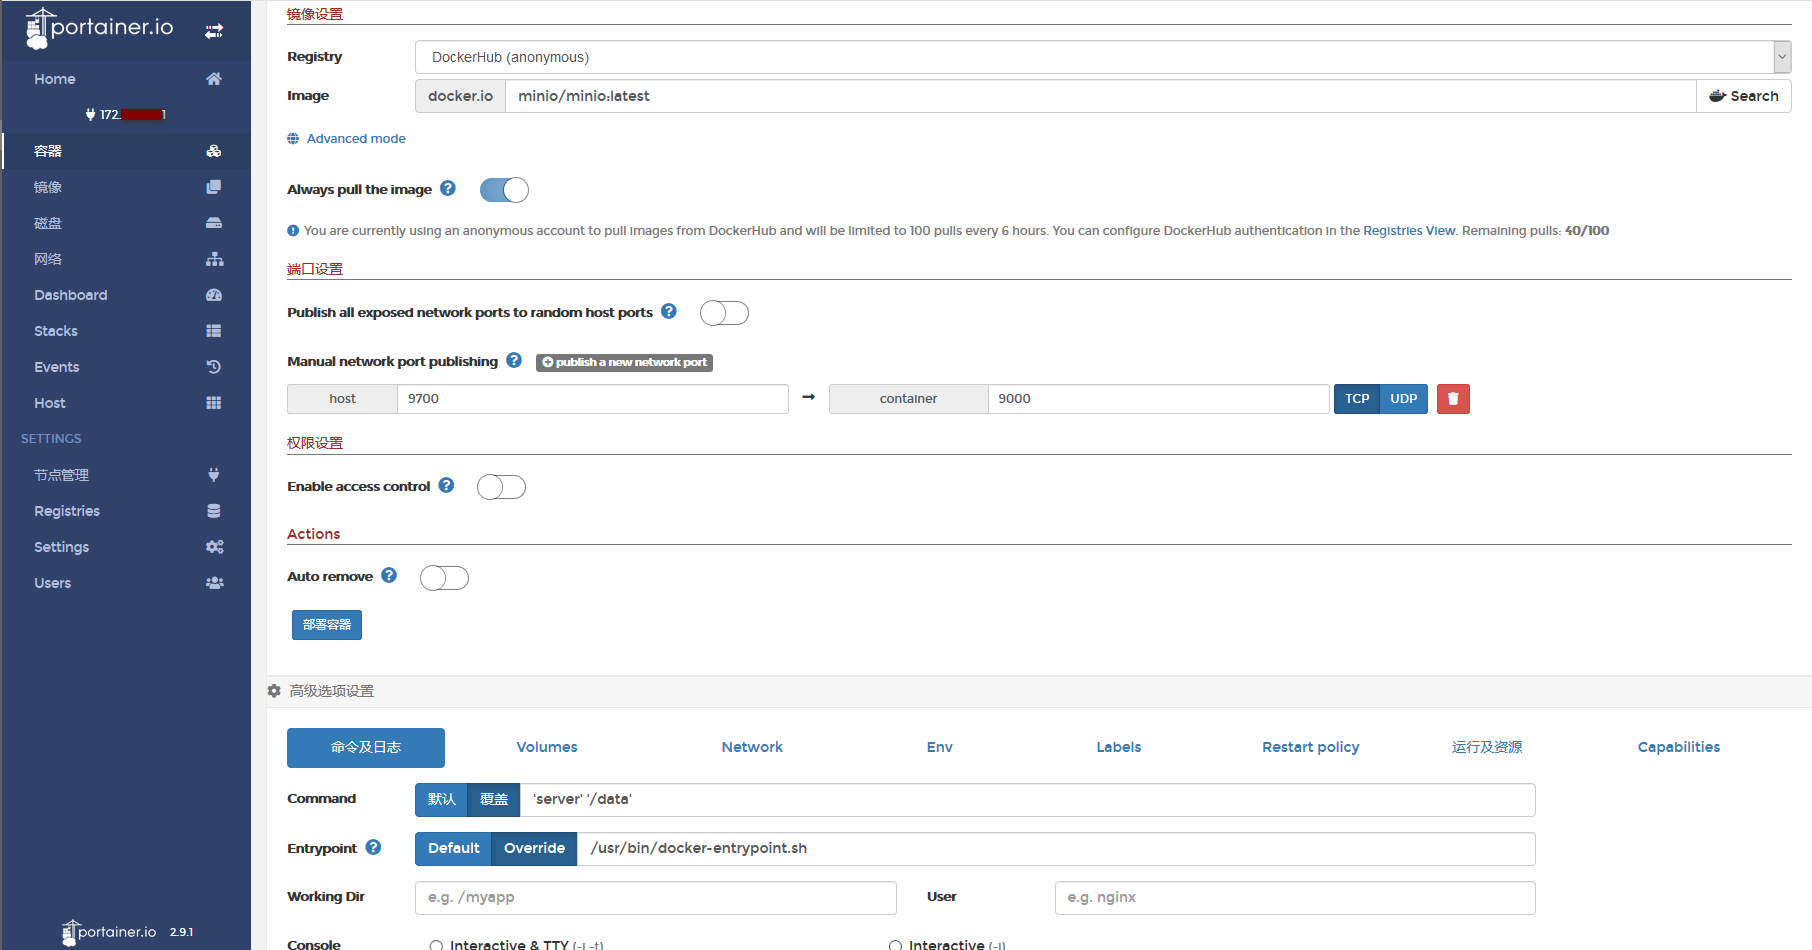 portainer.io
Home
172. 1
容器
镜像
磁盘
网络
Dashboard
Stacks
Events
Host
SETTINGS
节点管理
Registries
Settings
Users
portainer.io 2.9.1
镜像设置
Registry DockerHub (anonymous)
Image docker.io minio/minio:latest Search
Advanced mode
Always pull the image
You are currently using an anonymous account to pull images from DockerHub and will be limited to 100 pulls every 6 hours. You can configure DockerHub authentication in the Registries View. Remaining pulls: 40/100
端口设置
Publish all exposed network ports to random host ports
Manual network port publishing publish a new network port
host 9700 → container 9000 TCP UDP
权限设置
Enable access control
Actions
Auto remove
部署容器
高级选项设置
命令及日志 Volumes Network Env Labels Restart policy 运行及资源 Capabilities
Command 默认 覆盖 'server' '/data'
Entrypoint Default Override /usr/bin/docker-entrypoint.sh
Working Dir e.g. /myapp User e.g. nginx
Console Interactive & TTY (-i -t) Interactive (-i)